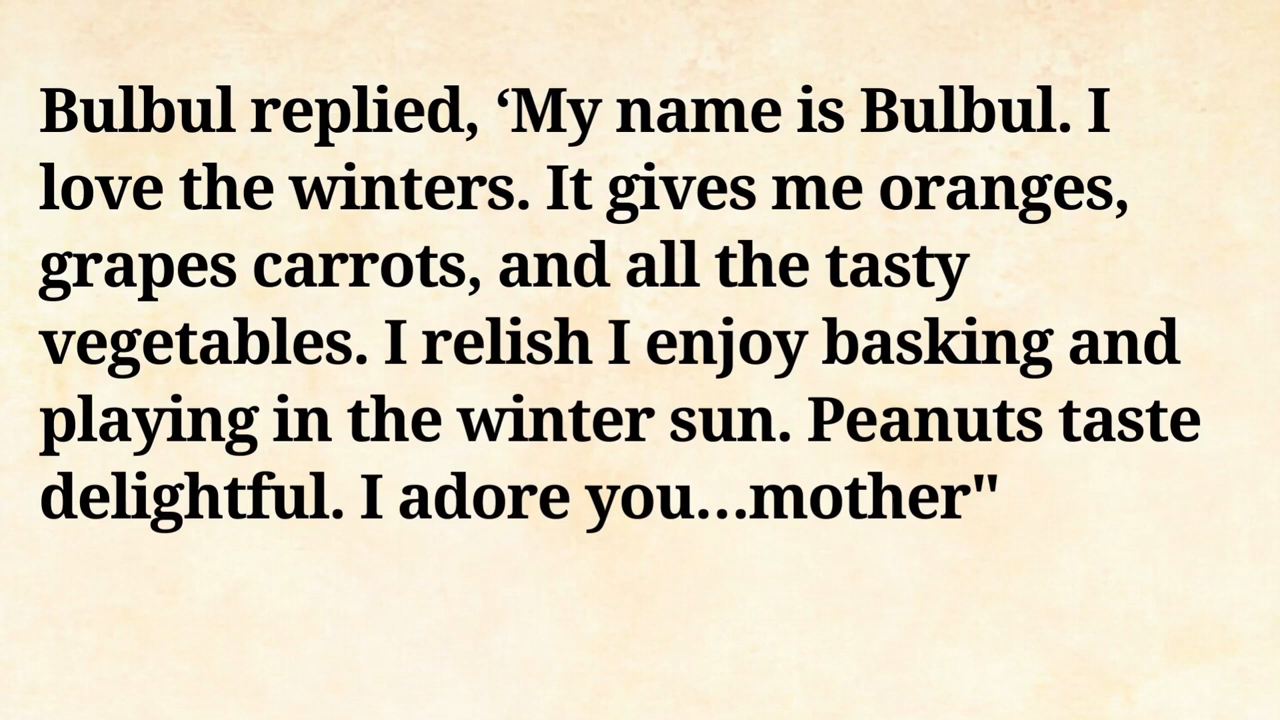 Bulbul replied, ‘My name is Bulbul. I
love the winters. It gives me oranges,
grapes carrots, and all the tasty
vegetables. I relish I enjoy basking and
playing in the winter sun. Peanuts taste
delightful. I adore you...mother"